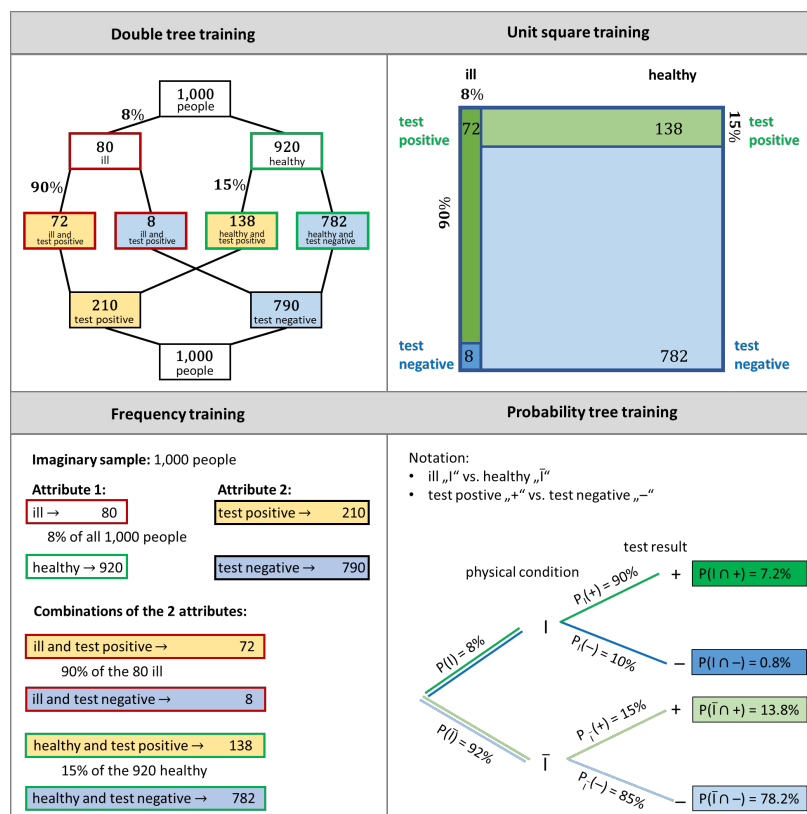 Double tree training
1,000
people
8%
80
ill
920
healthy
90%
15%
72
ill and
test positive
8
ill and
test positive
138
healthy and
test positive
782
healthy and
test negative
210
test positive
790
test negative
1,000
people
Unit square training
ill
healthy
8%
test
positive
72
138
15%
test
positive
90%
test
negative
8
782
test
negative
Frequency training
Imaginary sample: 1,000 people
Attribute 1:
Attribute 2:
ill → 80
test positive → 210
8% of all 1,000 people
healthy → 920
test negative → 790
Combinations of the 2 attributes:
ill and test positive → 72
90% of the 80 ill
ill and test negative → 8
healthy and test positive → 138
15% of the 920 healthy
healthy and test negative → 782
Probability tree training
Notation:
• ill „I“ vs. healthy „Ī“
• test postive „+“ vs. test negative „–“
test result
physical condition
P(I) = 8%
I
P_I(+) = 90%
+ P(I ∩ +) = 7.2%
P_I(–) = 10%
– P(I ∩ –) = 0.8%
P(Ī) = 92%
Ī
P_Ī(+) = 15%
+ P(Ī ∩ +) = 13.8%
P_Ī(–) = 85%
– P(Ī ∩ –) = 78.2%